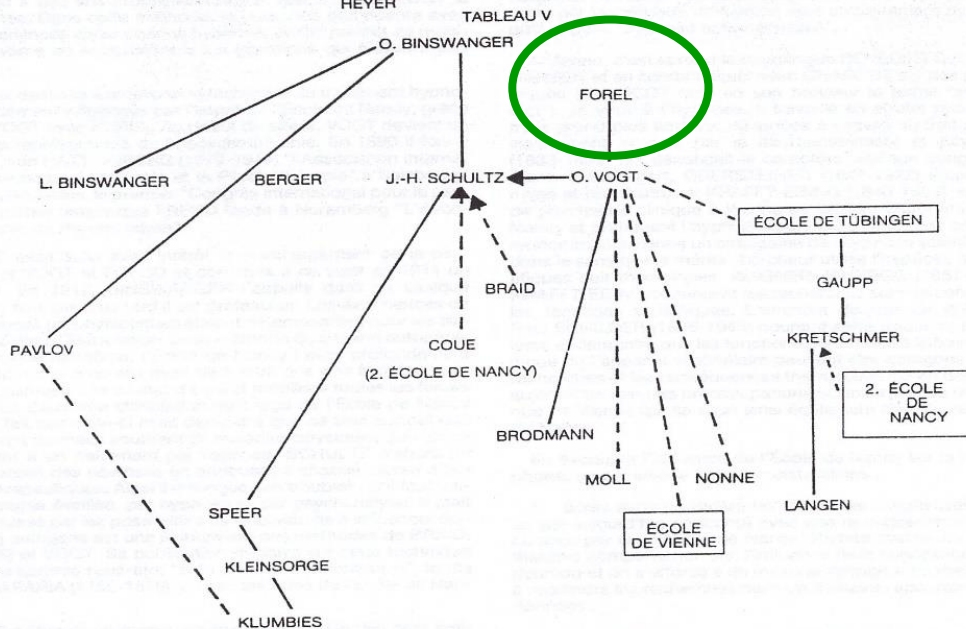 HEYER
TABLEAU V
O. BINSWANGER
FOREL
L. BINSWANGER
BERGER
J.-H. SCHULTZ
O. VOGT
ÉCOLE DE TÜBINGEN
BRAID
GAUPP
PAVLOV
COUE
(2. ÉCOLE DE NANCY)
KRETSCHMER
2. ÉCOLE
DE
NANCY
BRODMANN
MOLL
NONNE
LANGEN
SPEER
ÉCOLE
DE VIENNE
KLEINSORGE
KLUMBIES